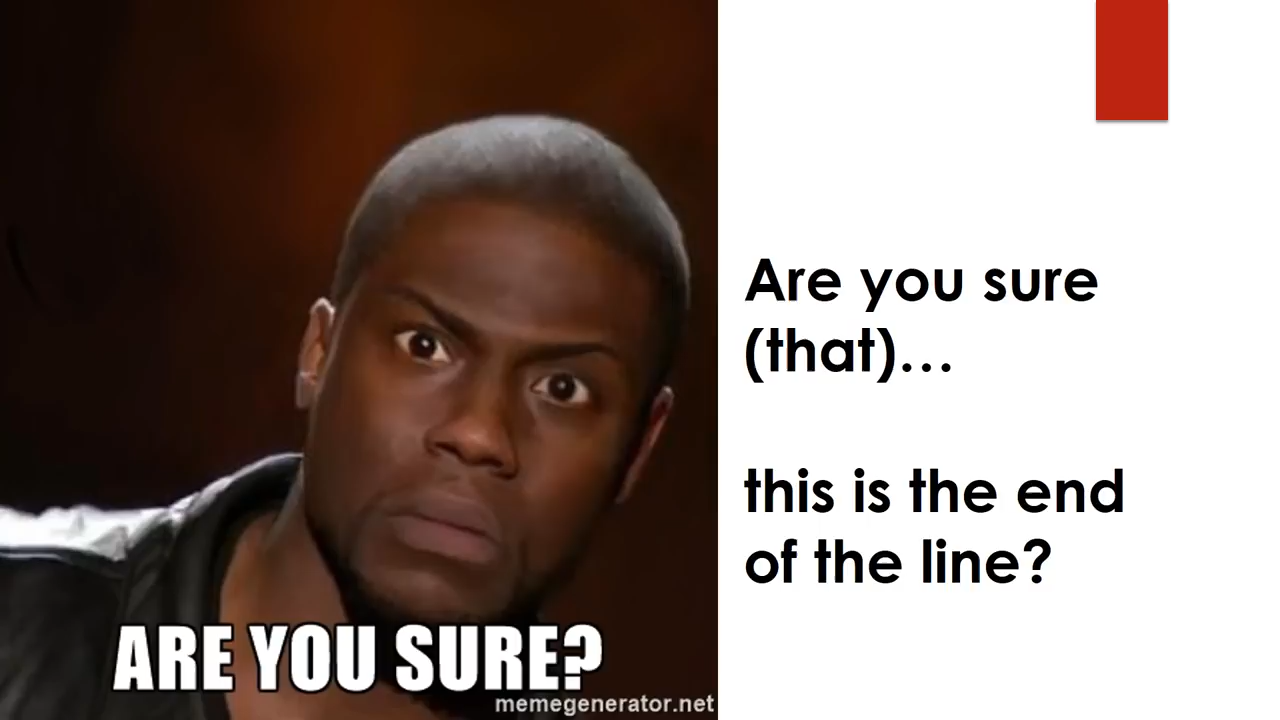 ARE YOU SURE?
memegenerator.net
Are you sure
(that)…
this is the end
of the line?